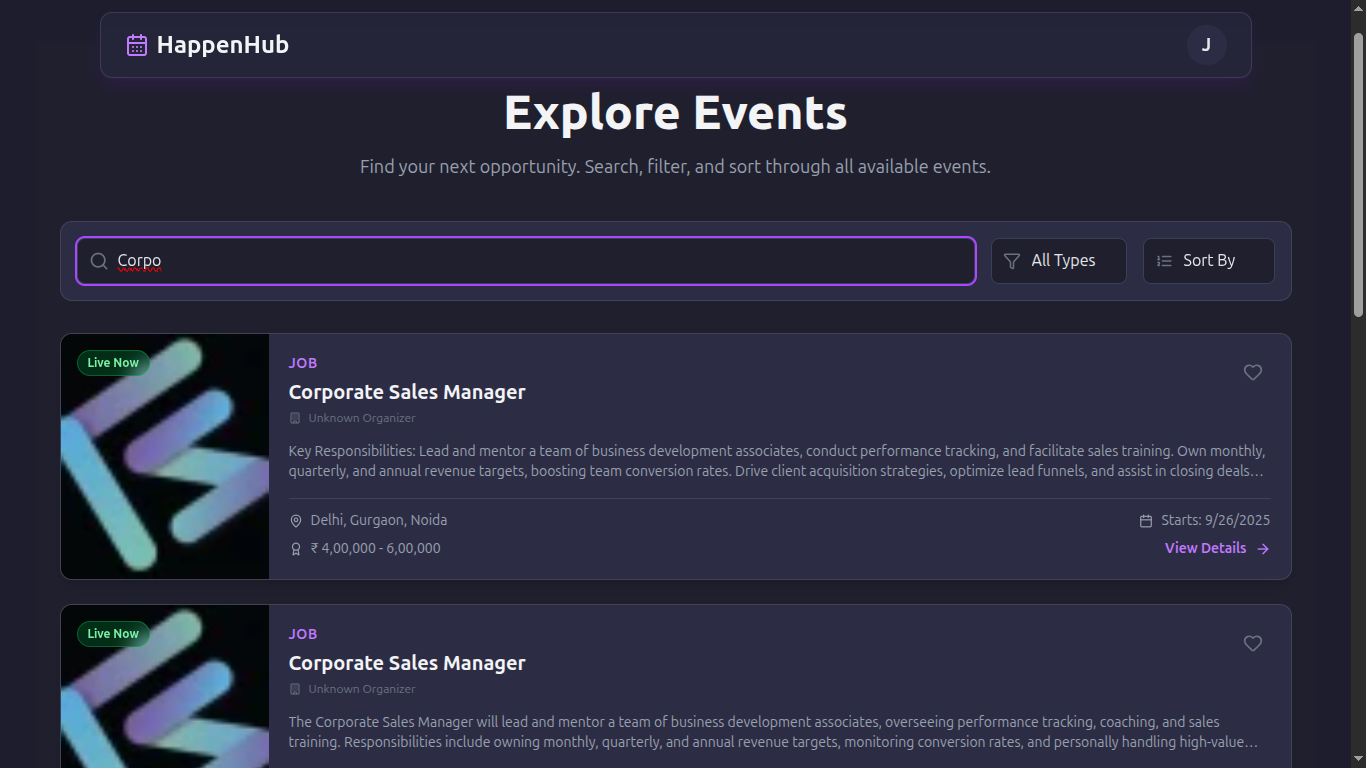 HappenHub
J
Explore Events
Find your next opportunity. Search, filter, and sort through all available events.
Corpo
All Types
Sort By
Live Now
JOB
Corporate Sales Manager
Unknown Organizer
Key Responsibilities: Lead and mentor a team of business development associates, conduct performance tracking, and facilitate sales training. Own monthly,
quarterly, and annual revenue targets, boosting team conversion rates. Drive client acquisition strategies, optimize lead funnels, and assist in closing deals…
Delhi, Gurgaon, Noida
Starts: 9/26/2025
₹ 4,00,000 - 6,00,000
View Details
Live Now
JOB
Corporate Sales Manager
Unknown Organizer
The Corporate Sales Manager will lead and mentor a team of business development associates, overseeing performance tracking, coaching, and sales
training. Responsibilities include owning monthly, quarterly, and annual revenue targets, monitoring conversion rates, and personally handling high-value…